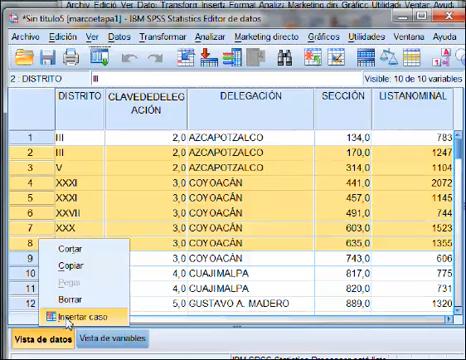 *Sin título5 [marcoetapa1] - IBM SPSS Statistics Editor de datos
Archivo Edición Ver Datos Transformar Analizar Marketing directo Gráficos Utilidades Ventana Ayuda
2 : DISTRITO III Visible: 10 de 10 variables
DISTRITO CLAVEDEDELEG DELEGACIÓN SECCIÓN LISTANOMINAL
ACIÓN
1 III 2,0 AZCAPOTZALCO 134,0 783
2 III 2,0 AZCAPOTZALCO 170,0 1247
3 V 2,0 AZCAPOTZALCO 314,0 1104
4 XXXI 3,0 COYOACÁN 441,0 2072
5 XXXI 3,0 COYOACÁN 457,0 1145
6 XXVII 3,0 COYOACÁN 491,0 744
7 XXX 3,0 COYOACÁN 603,0 1523
8 3,0 COYOACÁN 635,0 1355
9 3,0 COYOACÁN 743,0 606
10 4,0 CUAJIMALPA 817,0 775
11 4,0 CUAJIMALPA 820,0 931
12 5,0 GUSTAVO A. MADERO 889,0 1320
Cortar
Copiar
Pegar
Borrar
Insertar caso
Vista de datos Vista de variables